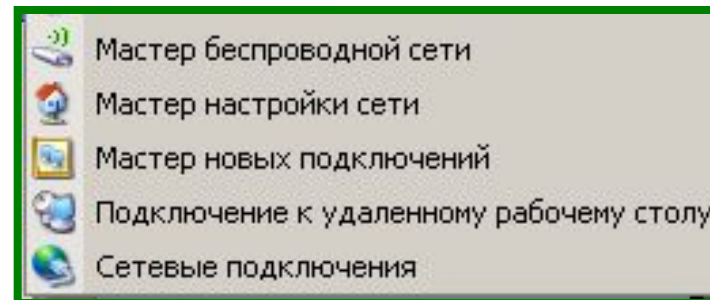 Мастер беспроводной сети
Мастер настройки сети
Мастер новых подключений
Подключение к удаленному рабочему столу
Сетевые подключения